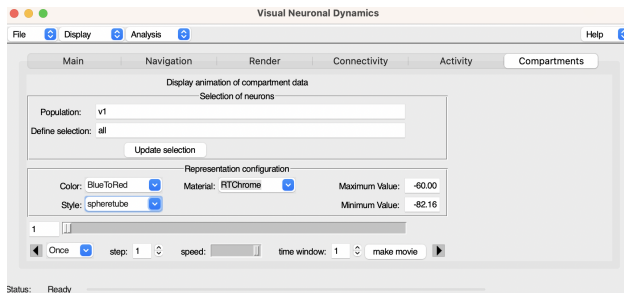 Visual Neuronal Dynamics
File Display Analysis Help
Main Navigation Render Connectivity Activity Compartments
Display animation of compartment data
Selection of neurons
Population: v1
Define selection: all
Update selection
Representation configuration
Color: BlueToRed Material: RTChrome Maximum Value: -60.00
Style: spheretube Minimum Value: -82.16
1
Once step: 1 speed: time window: 1 make movie
Status: Ready